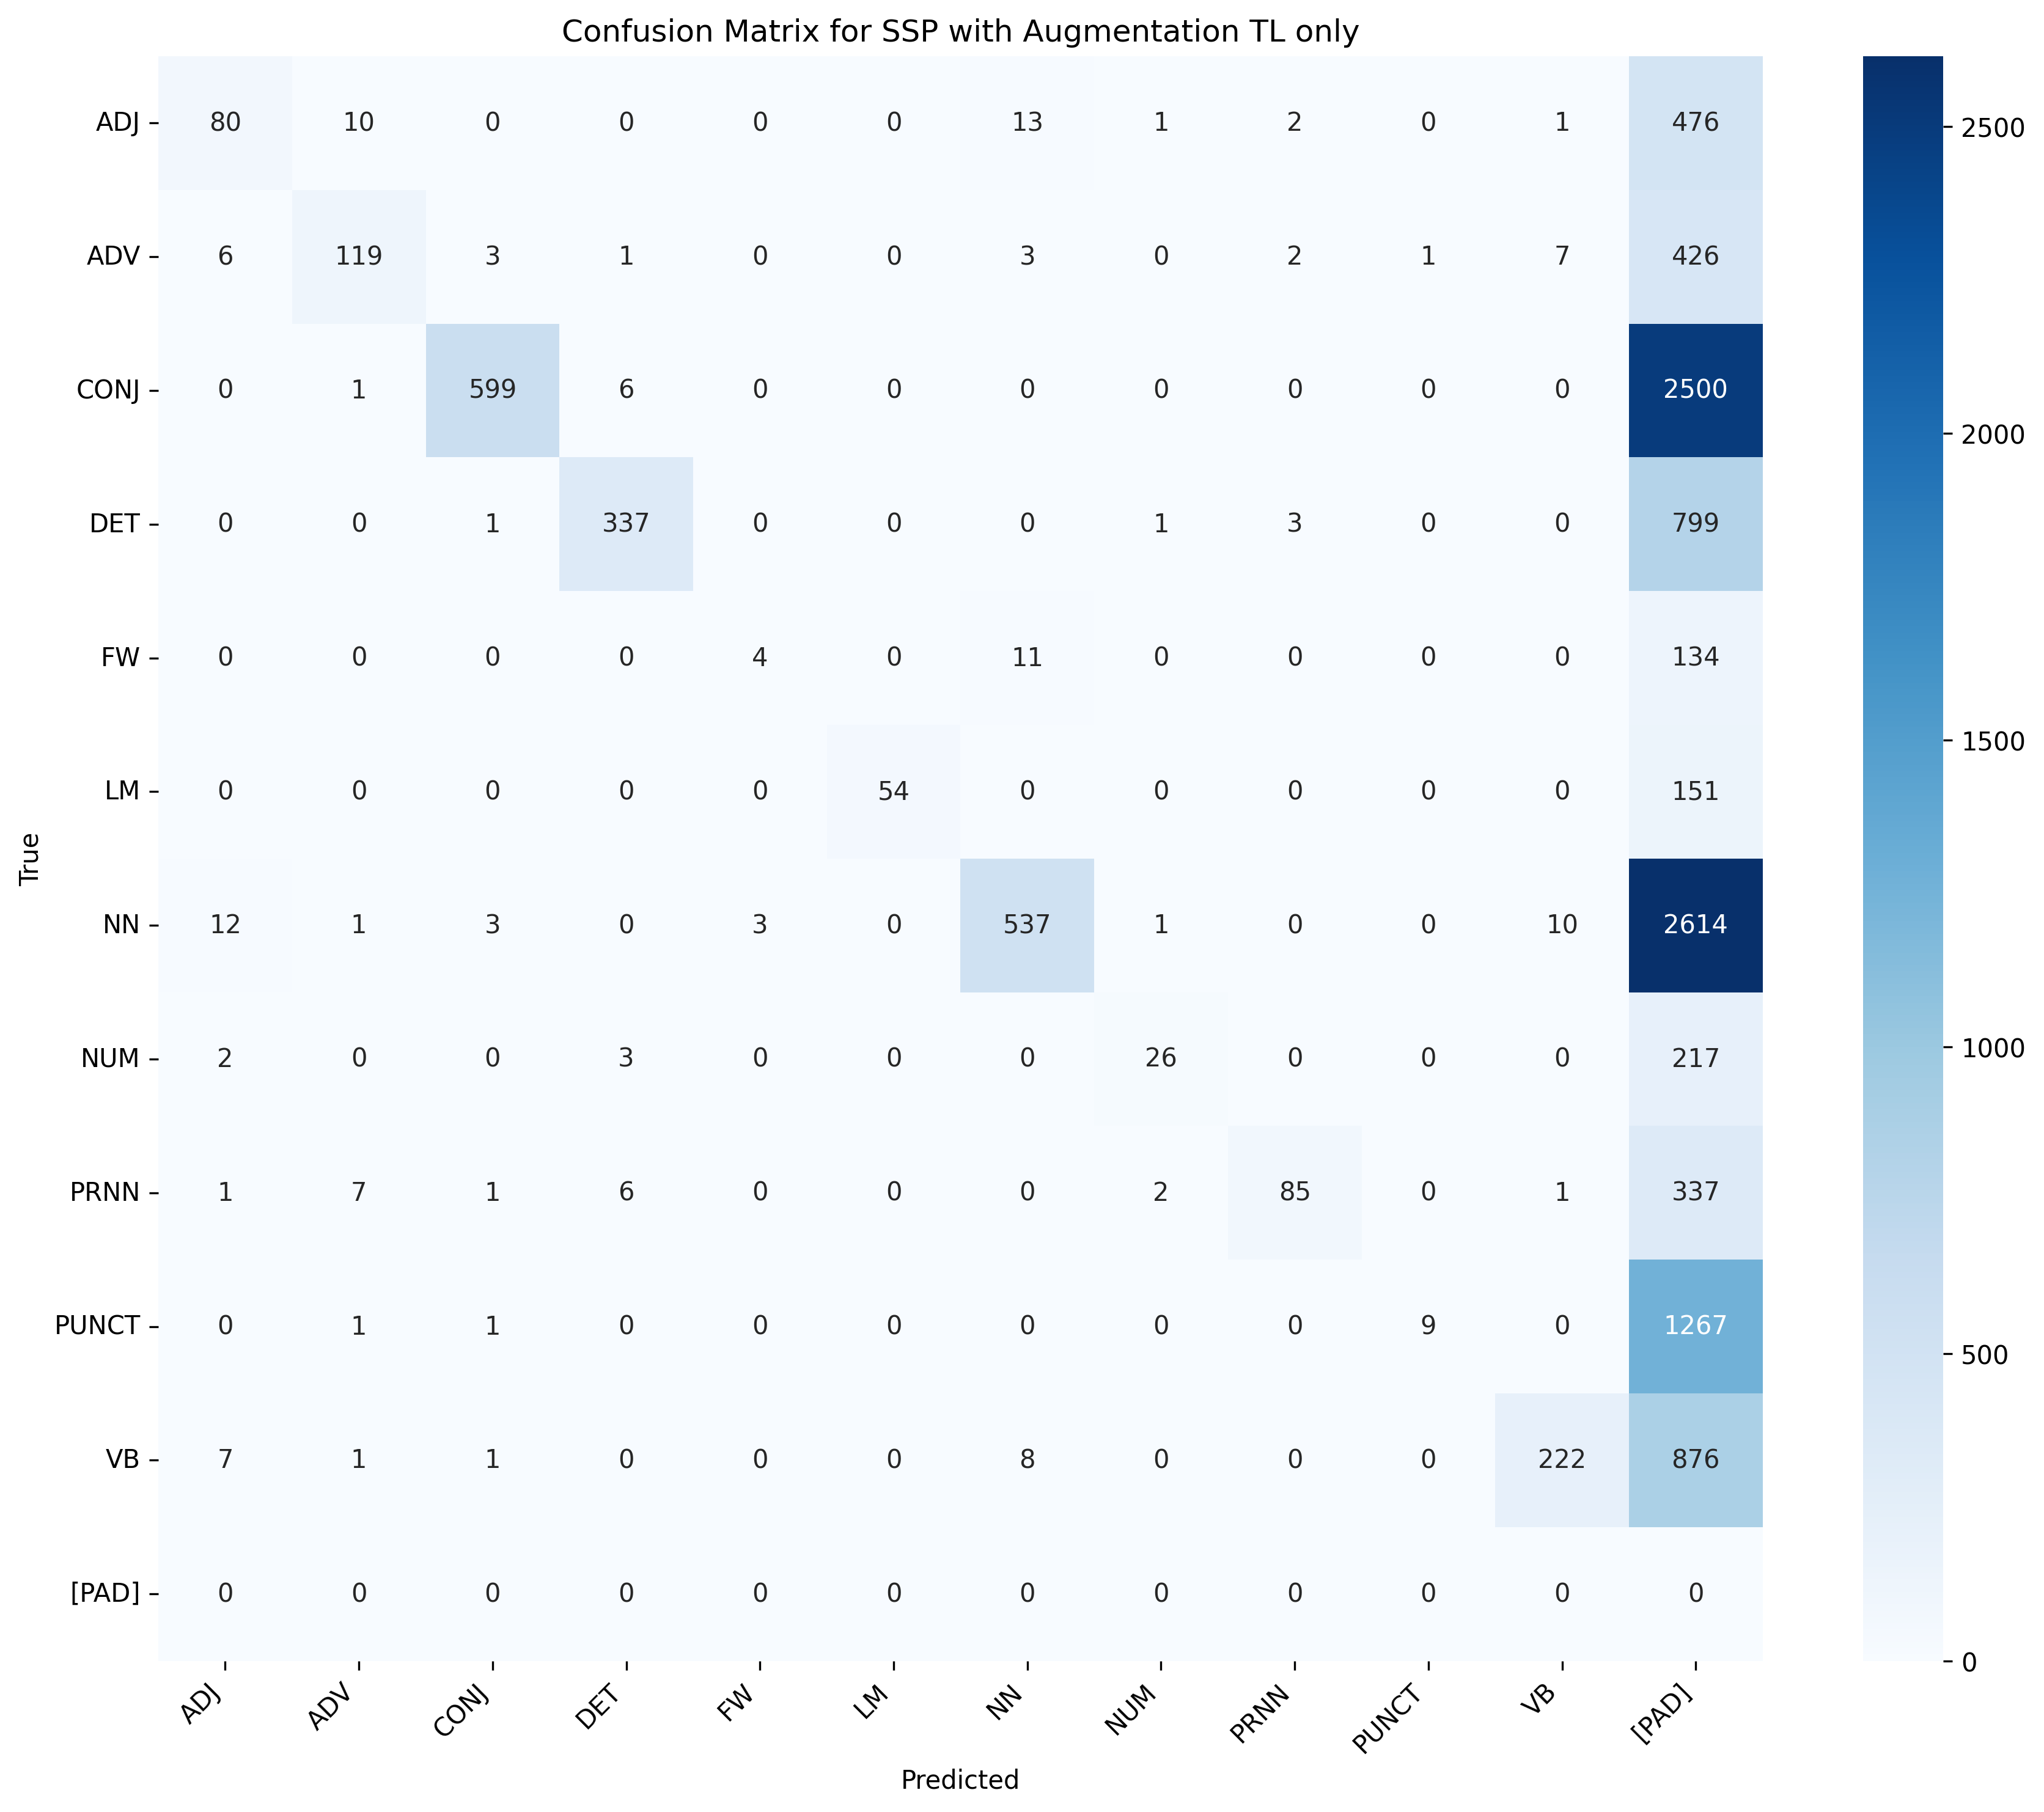 Confusion Matrix for SSP with Augmentation TL only
ADJ 80 10 0 0 0 0 13 1 2 0 1 476
ADV 6 119 3 1 0 0 3 0 2 1 7 426
CONJ 0 1 599 6 0 0 0 0 0 0 0 2500
DET 0 0 1 337 0 0 0 1 3 0 0 799
FW 0 0 0 0 4 0 11 0 0 0 0 134
LM 0 0 0 0 0 54 0 0 0 0 0 151
NN 12 1 3 0 3 0 537 1 0 0 10 2614
NUM 2 0 0 3 0 0 0 26 0 0 0 217
PRNN 1 7 1 6 0 0 0 2 85 0 1 337
PUNCT 0 1 1 0 0 0 0 0 0 9 0 1267
VB 7 1 1 0 0 0 8 0 0 0 222 876
[PAD] 0 0 0 0 0 0 0 0 0 0 0 0
True
ADJ ADV CONJ DET FW LM NN NUM PRNN PUNCT VB [PAD]
Predicted
2500
2000
1500
1000
500
0